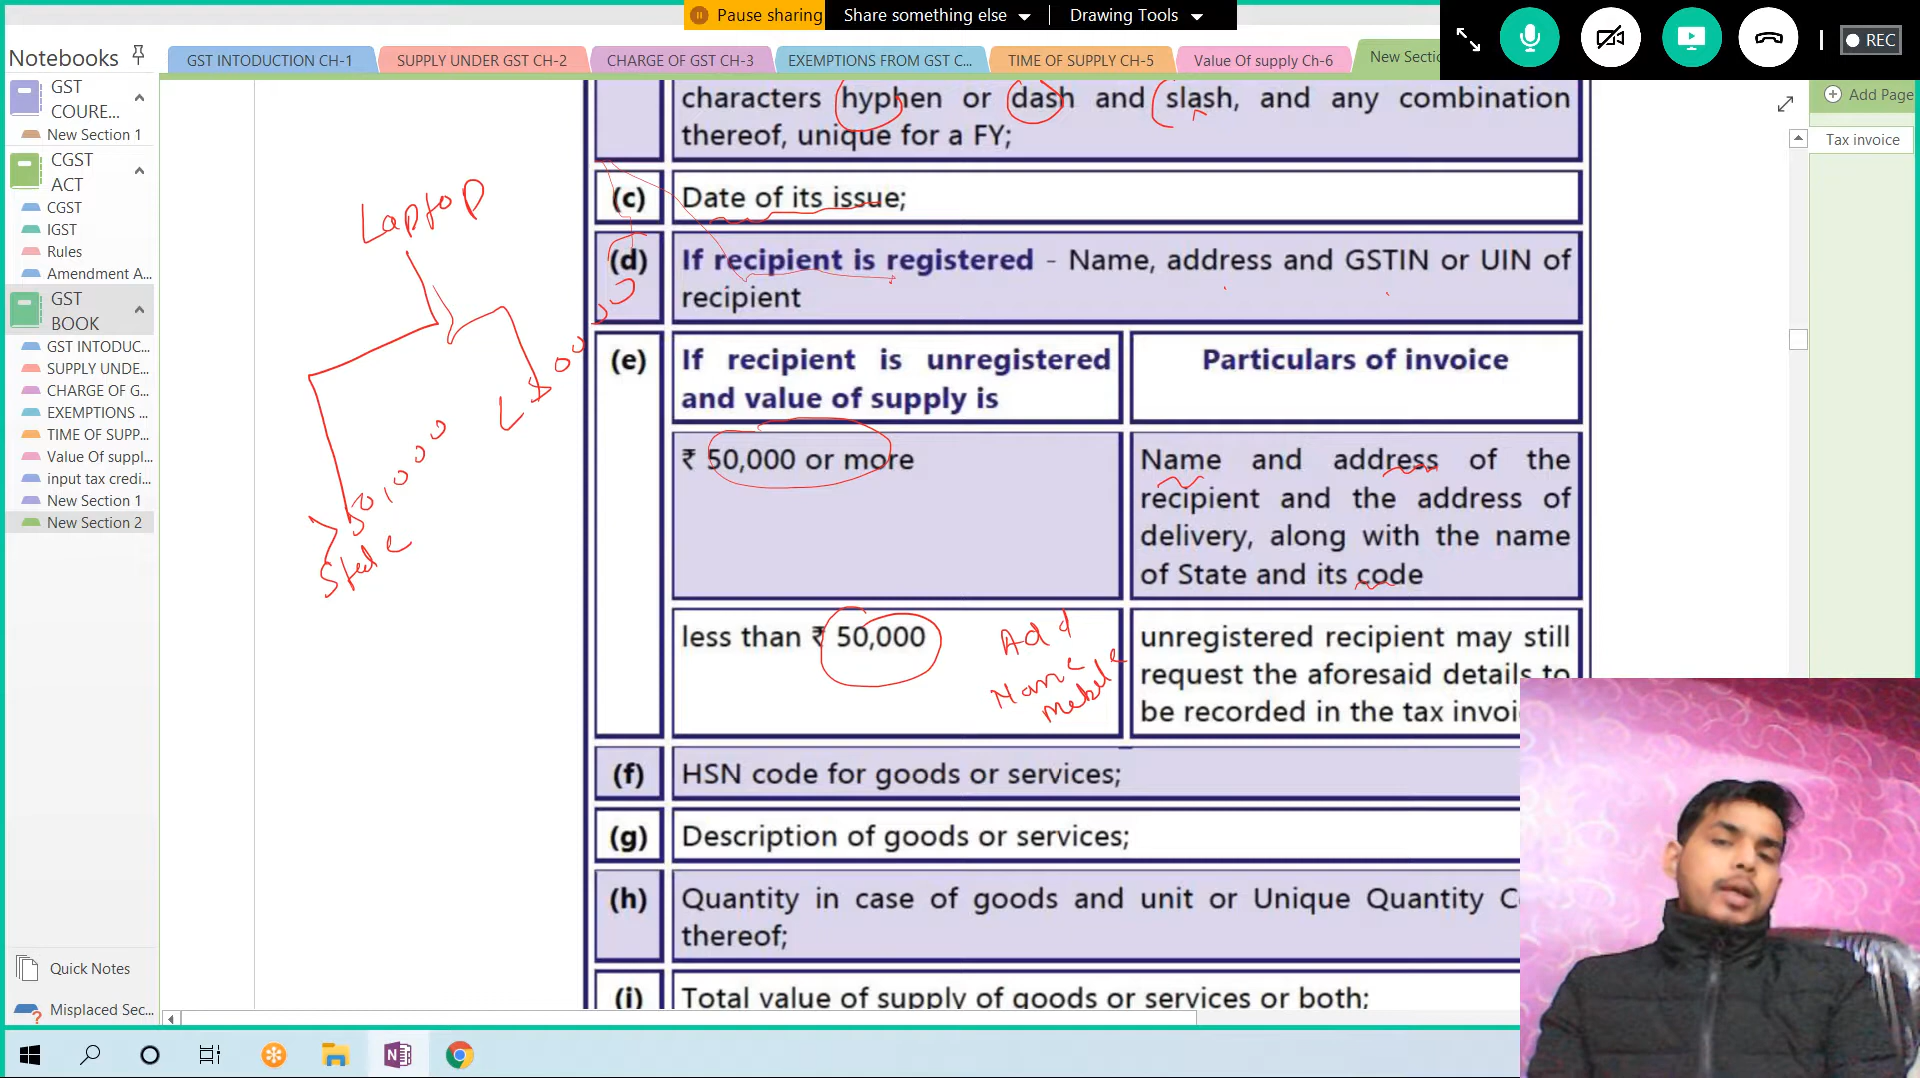 Pause sharing
Share something else
Drawing Tools
REC
Notebooks
GST INTODUCTION CH-1
SUPPLY UNDER GST CH-2
CHARGE OF GST CH-3
EXEMPTIONS FROM GST C...
TIME OF SUPPLY CH-5
Value Of supply Ch-6
New Sectio
Add Page
Tax invoice
GST
COURE...
New Section 1
CGST
ACT
CGST
IGST
Rules
Amendment A...
GST
BOOK
GST INTODUC...
SUPPLY UNDE...
CHARGE OF G...
EXEMPTIONS ...
TIME OF SUPP...
Value Of suppl...
input tax credi...
New Section 1
New Section 2
Quick Notes
Misplaced Sec...
Laptop
characters hyphen or dash and slash, and any combination
thereof, unique for a FY;
(c) Date of its issue;
(d) If recipient is registered - Name, address and GSTIN or UIN of
recipient
(e) If recipient is unregistered
and value of supply is
Particulars of invoice
₹ 50,000 or more
Name and address of the
recipient and the address of
delivery, along with the name
of State and its code
less than ₹ 50,000
Add
Name
unregistered recipient may still
request the aforesaid details to
be recorded in the tax invoi
(f) HSN code for goods or services;
(g) Description of goods or services;
(h) Quantity in case of goods and unit or Unique Quantity C
thereof;
(i) Total value of supply of goods or services or both;